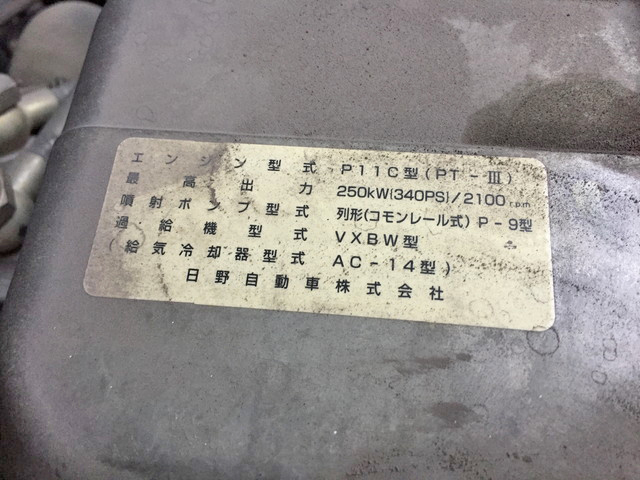 エンジン型式 P11C型(PT-Ⅲ)
最高出力 250kW(340PS)/2100r.p.m
噴射ポンプ型式 列形(コモンレール式)P-9型
過給機型式 VXBW型
(給気冷却器型式 AC-14型)
日野自動車株式会社